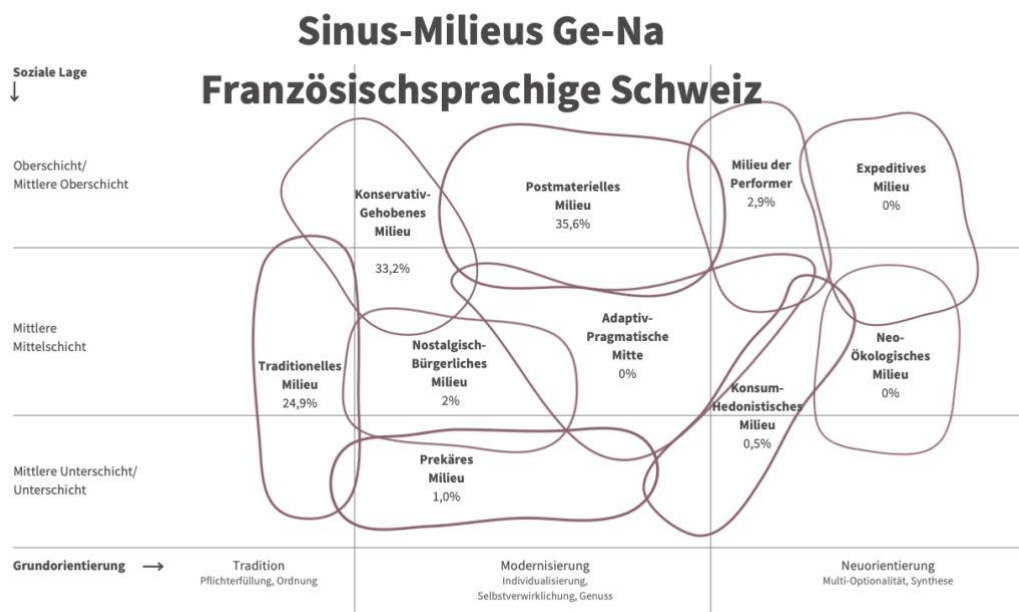 Sinus-Milieus Ge-Na
Französischsprachige Schweiz
Soziale Lage
↓
Oberschicht/
Mittlere Oberschicht
Konservativ-
Gehobenes
Milieu
33,2%
Postmaterielles
Milieu
35,6%
Milieu der
Performer
2,9%
Expeditives
Milieu
0%
Mittlere
Mittelschicht
Traditionelles
Milieu
24,9%
Nostalgisch-
Bürgerliches
Milieu
2%
Adaptiv-
Pragmatische
Mitte
0%
Konsum-
Hedonistisches
Milieu
0,5%
Neo-
Ökologisches
Milieu
0%
Mittlere Unterschicht/
Unterschicht
Prekäres
Milieu
1,0%
Grundorientierung →
Tradition
Pflichterfüllung, Ordnung
Modernisierung
Individualisierung,
Selbstverwirklichung, Genuss
Neuorientierung
Multi-Optionalität, Synthese